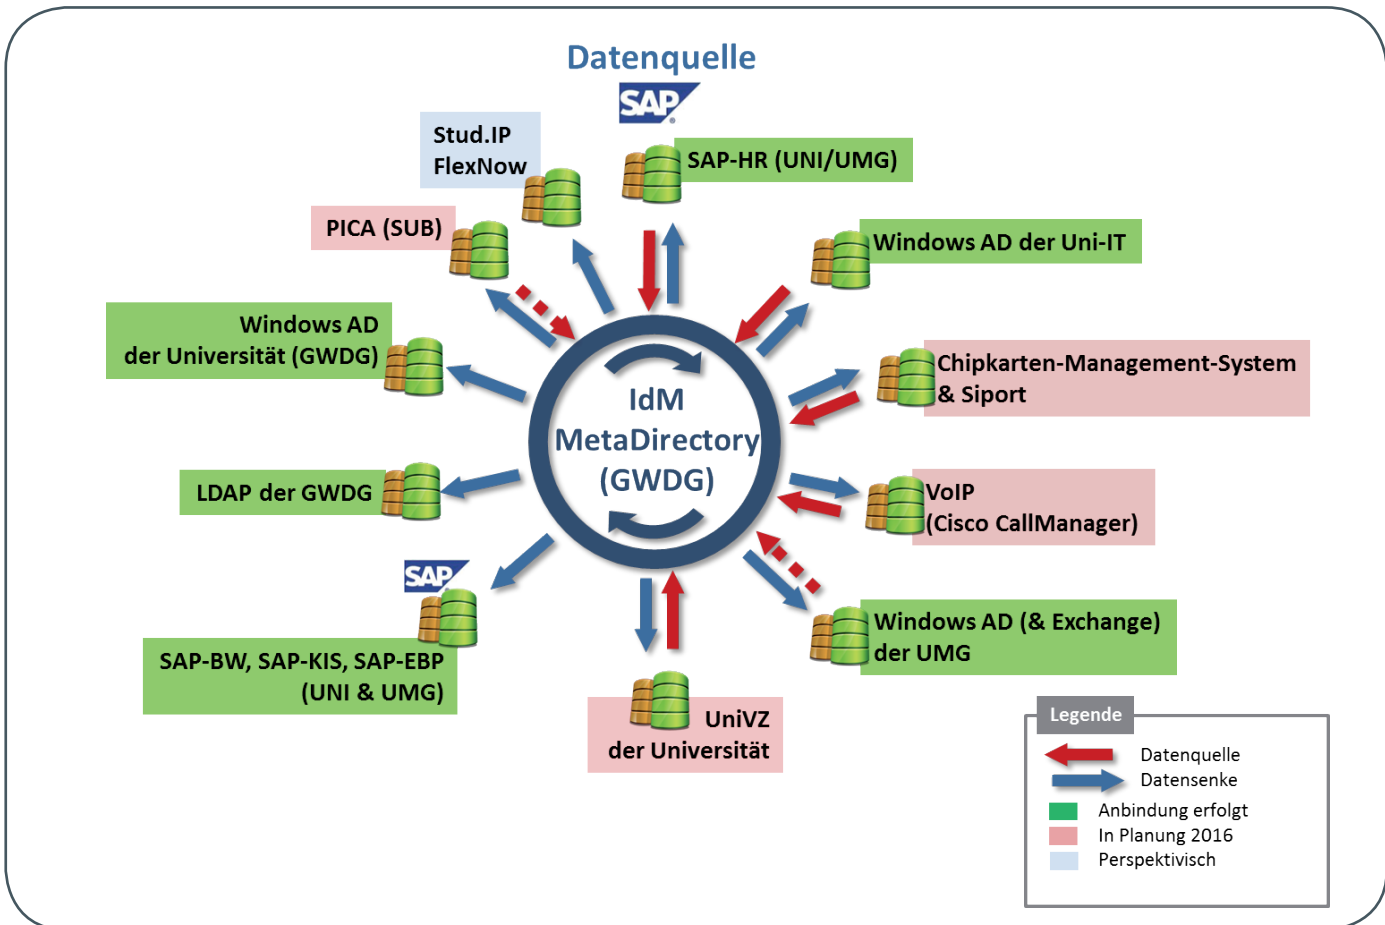 Datenquelle
SAP
Stud.IP
FlexNow
SAP-HR (UNI/UMG)
PICA (SUB)
Windows AD der Uni-IT
Windows AD
der Universität (GWDG)
Chipkarten-Management-System
& Siport
IdM
MetaDirectory
(GWDG)
LDAP der GWDG
VoIP
(Cisco CallManager)
SAP
SAP-BW, SAP-KIS, SAP-EBP
(UNI & UMG)
Windows AD (& Exchange)
der UMG
UniVZ
der Universität
Legende
Datenquelle
Datensenke
Anbindung erfolgt
In Planung 2016
Perspektivisch